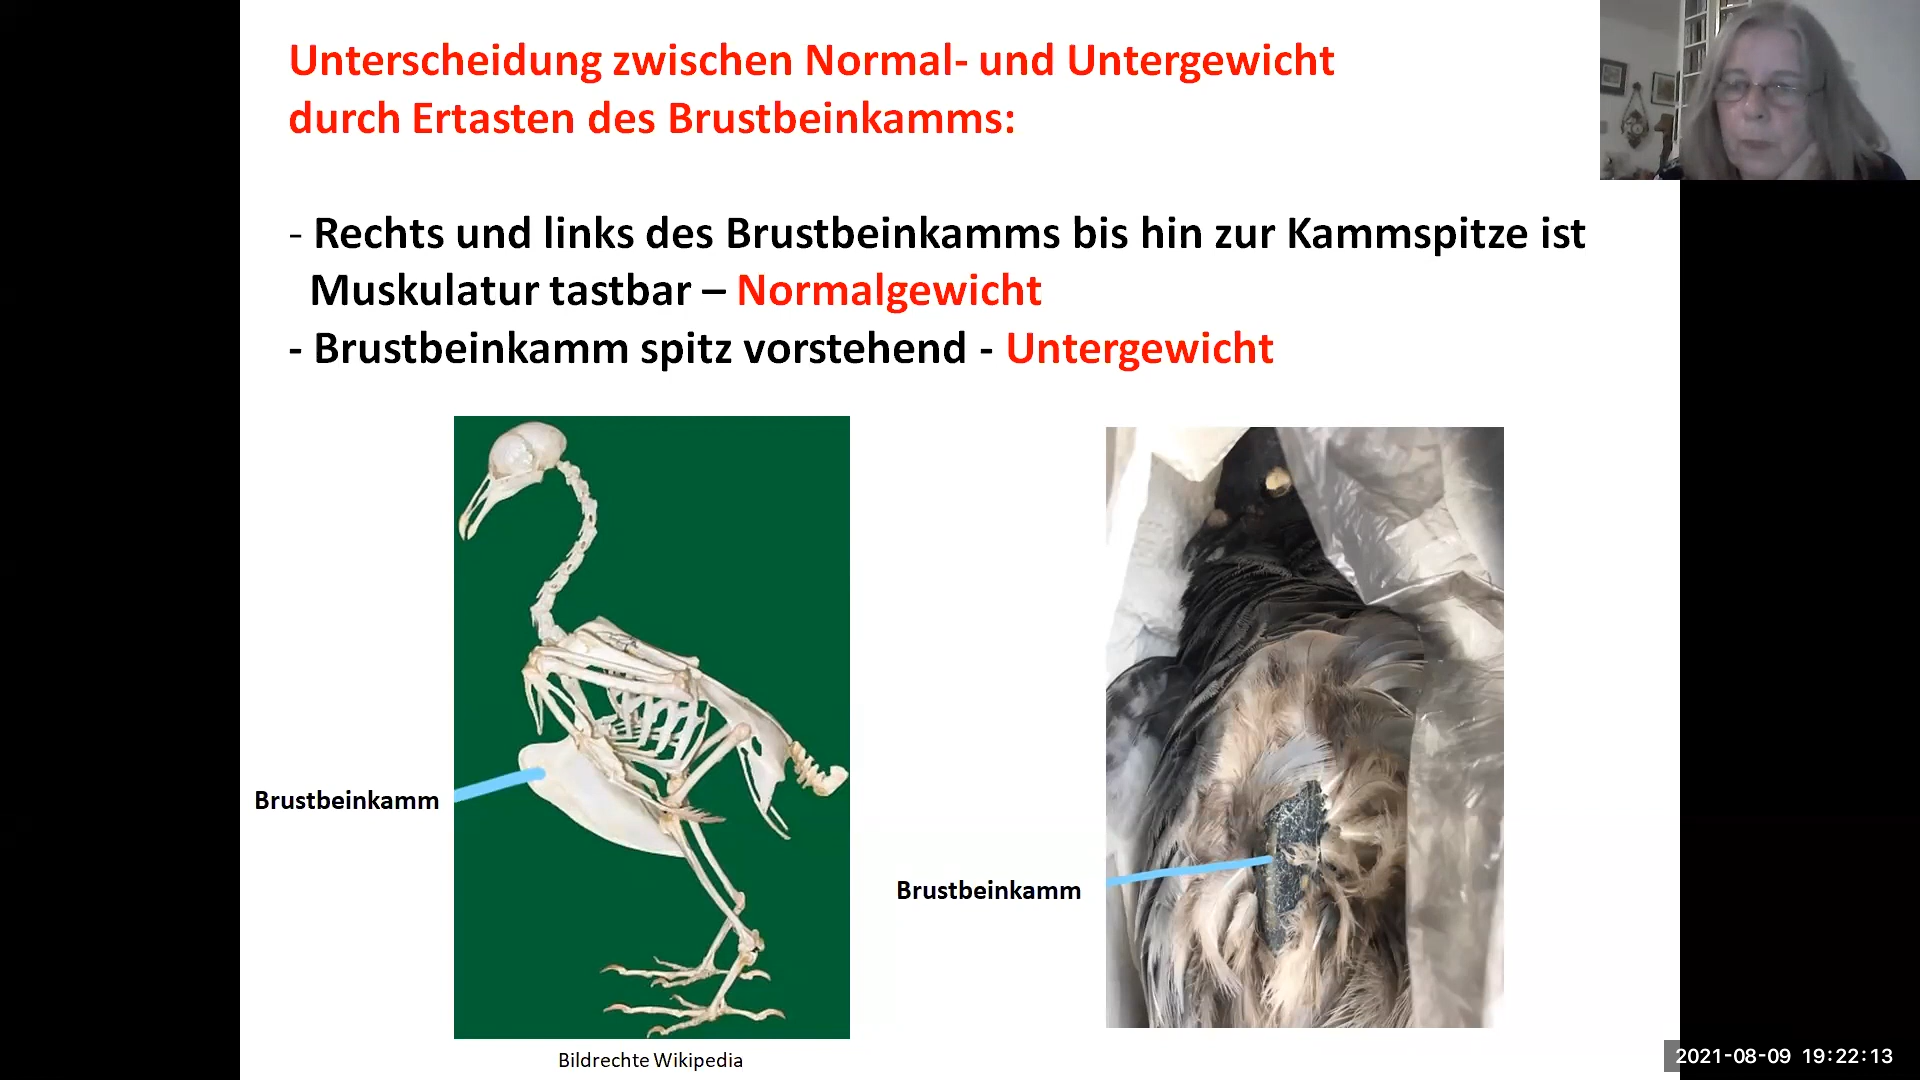 Unterscheidung zwischen Normal- und Untergewicht
durch Ertasten des Brustbeinkamms:
- Rechts und links des Brustbeinkamms bis hin zur Kammspitze ist
Muskulatur tastbar – Normalgewicht
- Brustbeinkamm spitz vorstehend - Untergewicht
Brustbeinkamm
Brustbeinkamm
Bildrechte Wikipedia
2021-08-09 19:22:13